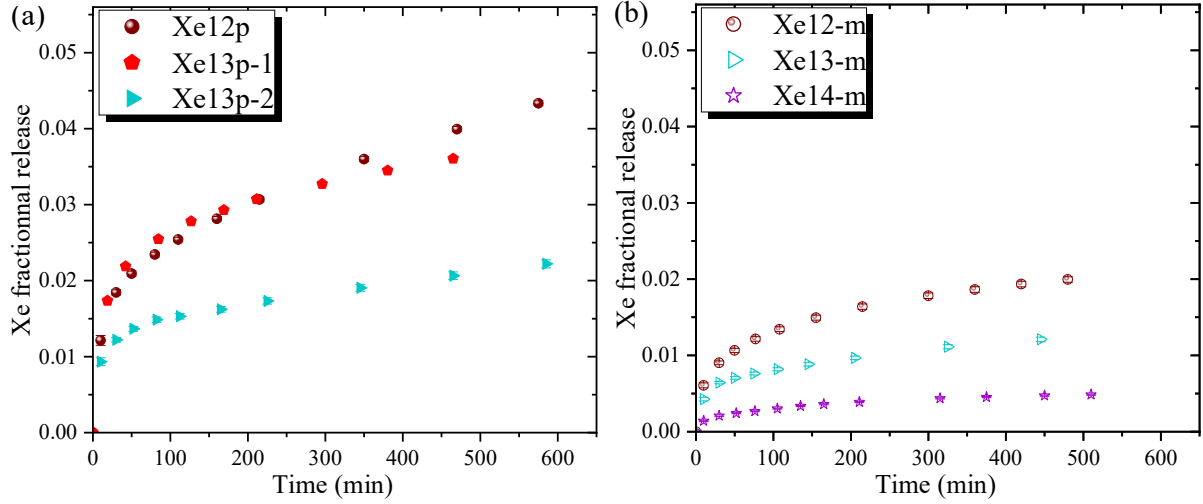 (a)
Xe12p
Xe13p-1
Xe13p-2
0.05
0.04
0.03
0.02
0.01
0.00
Xe fractionnal release
0 100 200 300 400 500 600
Time (min)
(b)
Xe12-m
Xe13-m
Xe14-m
0.05
0.04
0.03
0.02
0.01
0.00
Xe fractional release
0 100 200 300 400 500 600
Time (min)